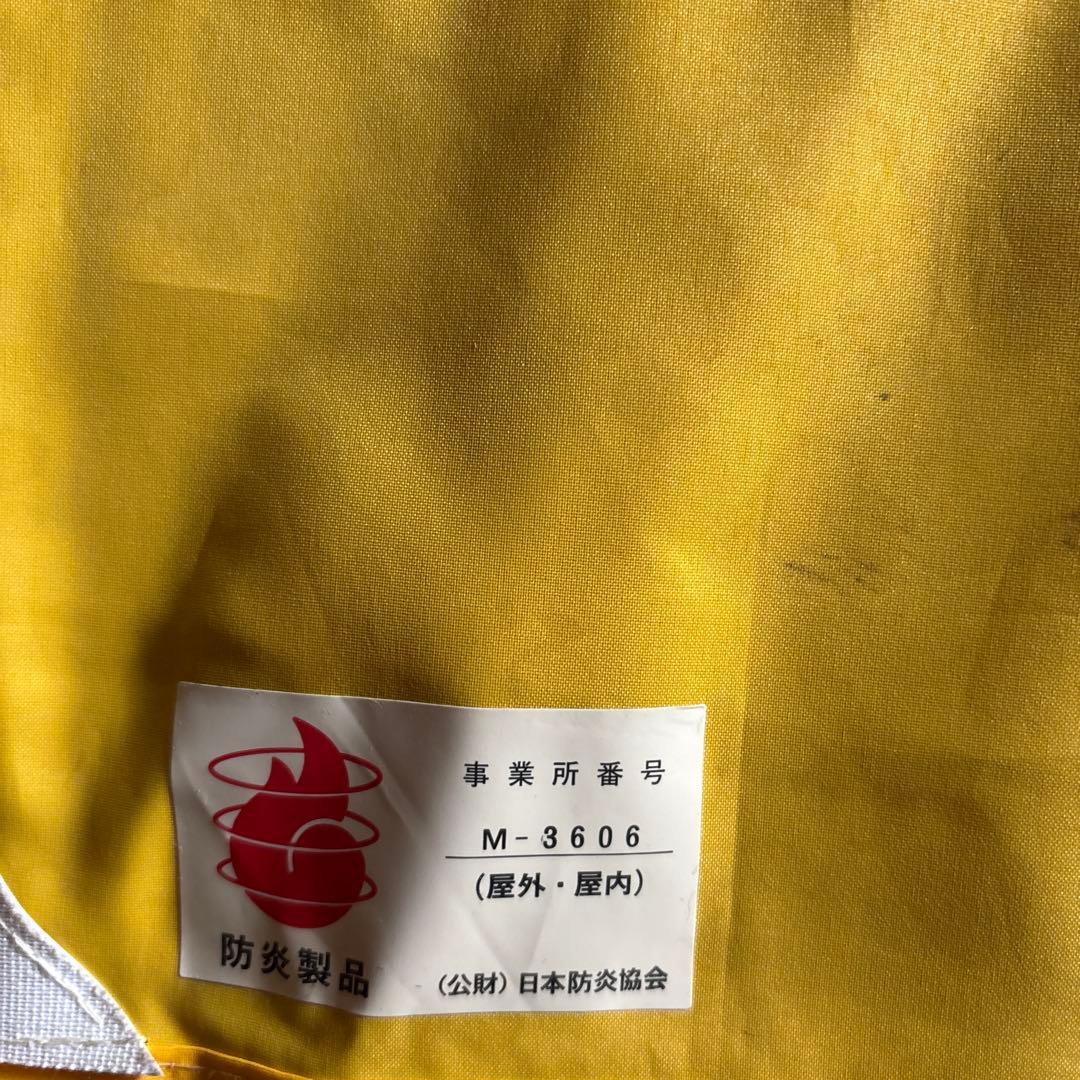 事業所番号
M-3606
(屋外・屋内)
防炎製品
(公財)日本防炎協会